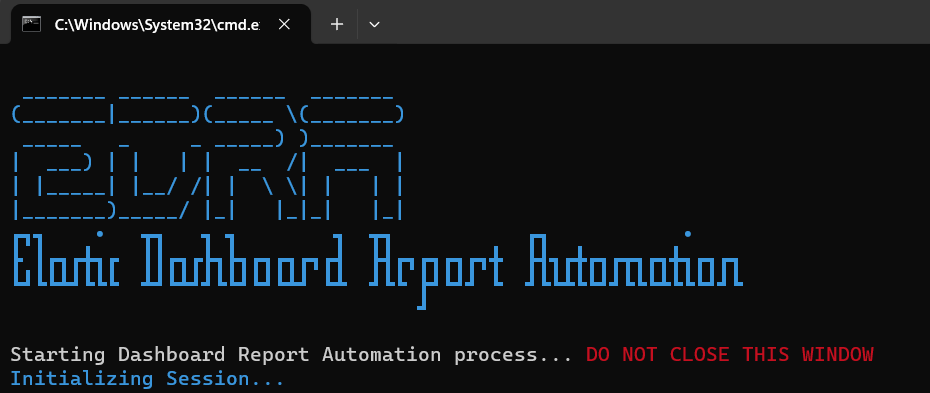 C:\Windows\System32\cmd.e
EDRA
Elastic Dashboard Report Automation
Starting Dashboard Report Automation process... DO NOT CLOSE THIS WINDOW
Initializing Session...